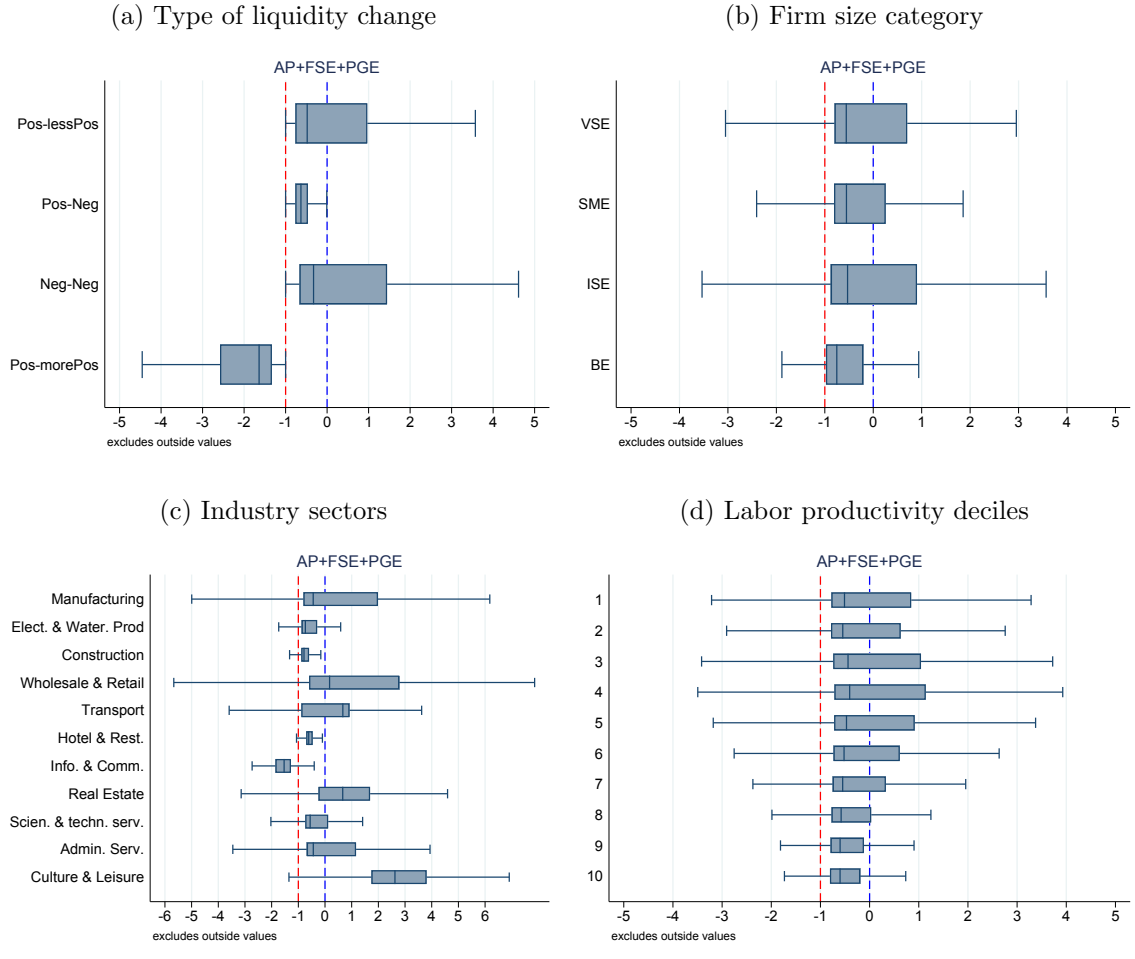 (a) Type of liquidity change
AP+FSE+PGE
Pos-lessPos
Pos-Neg
Neg-Neg
Pos-morePos
-5 -4 -3 -2 -1 0 1 2 3 4 5
excludes outside values
(b) Firm size category
AP+FSE+PGE
VSE
SME
ISE
BE
-5 -4 -3 -2 -1 0 1 2 3 4 5
excludes outside values
(c) Industry sectors
AP+FSE+PGE
Manufacturing
Elect. & Water. Prod
Construction
Wholesale & Retail
Transport
Hotel & Rest.
Info. & Comm.
Real Estate
Scien. & techn. serv.
Admin. Serv.
Culture & Leisure
-6 -5 -4 -3 -2 -1 0 1 2 3 4 5 6
excludes outside values
(d) Labor productivity deciles
AP+FSE+PGE
1
2
3
4
5
6
7
8
9
10
-5 -4 -3 -2 -1 0 1 2 3 4 5
excludes outside values